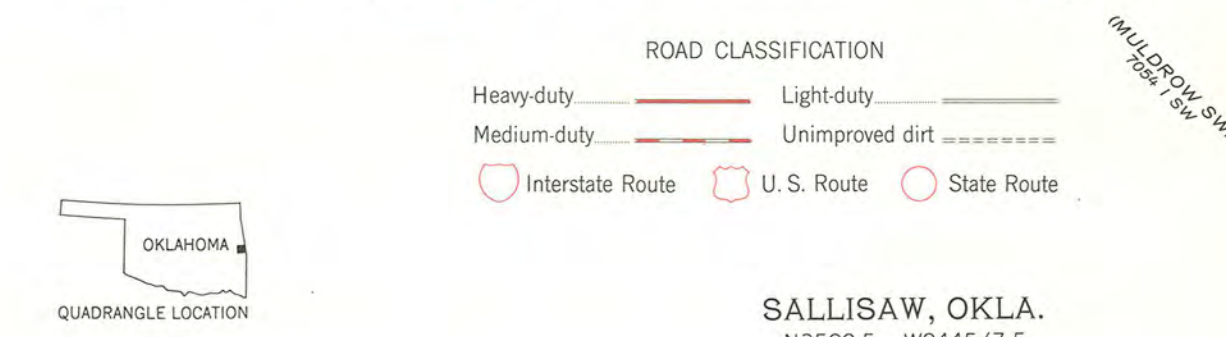 ROAD CLASSIFICATION
Heavy-duty Light-duty
Medium-duty Unimproved dirt
Interstate Route U. S. Route State Route
(MULDROW SW)
7054 I SW
OKLAHOMA
QUADRANGLE LOCATION
SALLISAW, OKLA.